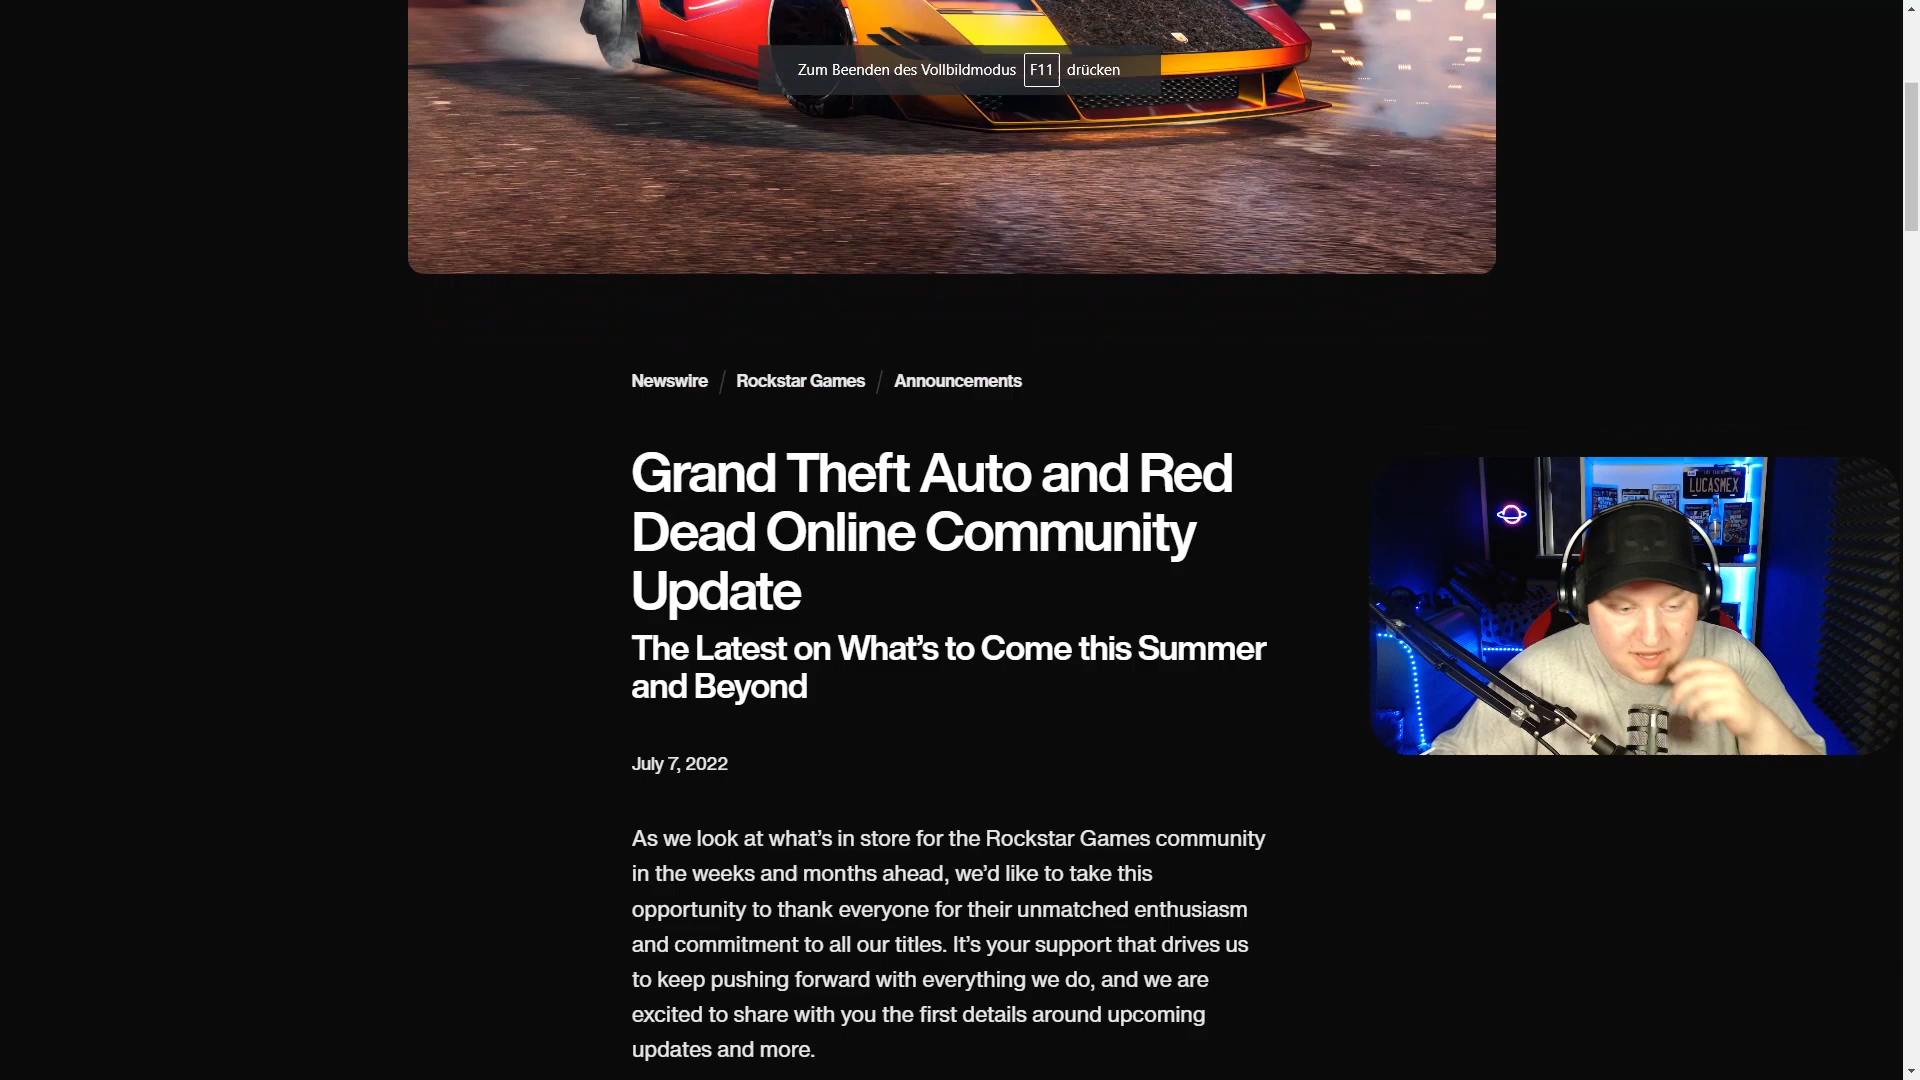 Zum Beenden des Vollbildmodus F11 drücken
Newswire / Rockstar Games / Announcements
Grand Theft Auto and Red
Dead Online Community
Update
The Latest on What’s to Come this Summer
and Beyond
LUCASMEX
July 7, 2022
As we look at what’s in store for the Rockstar Games community
in the weeks and months ahead, we’d like to take this
opportunity to thank everyone for their unmatched enthusiasm
and commitment to all our titles. It’s your support that drives us
to keep pushing forward with everything we do, and we are
excited to share with you the first details around upcoming
updates and more.